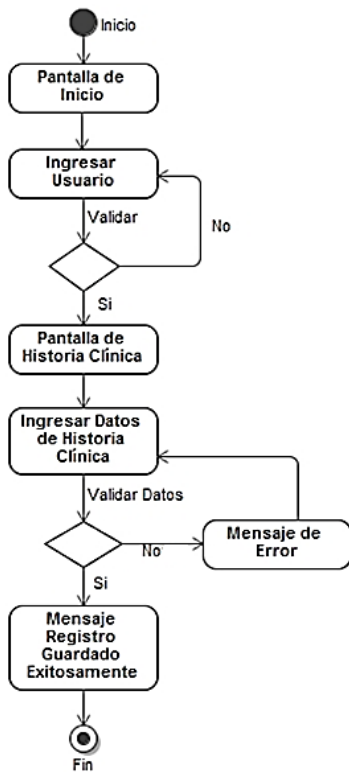 Inicio
Pantalla de
Inicio
Ingresar
Usuario
Validar
No
Si
Pantalla de
Historia Clínica
Ingresar Datos
de Historia
Clínica
Validar Datos
No
Mensaje de
Error
Si
Mensaje
Registro
Guardado
Exitosamente
Fin